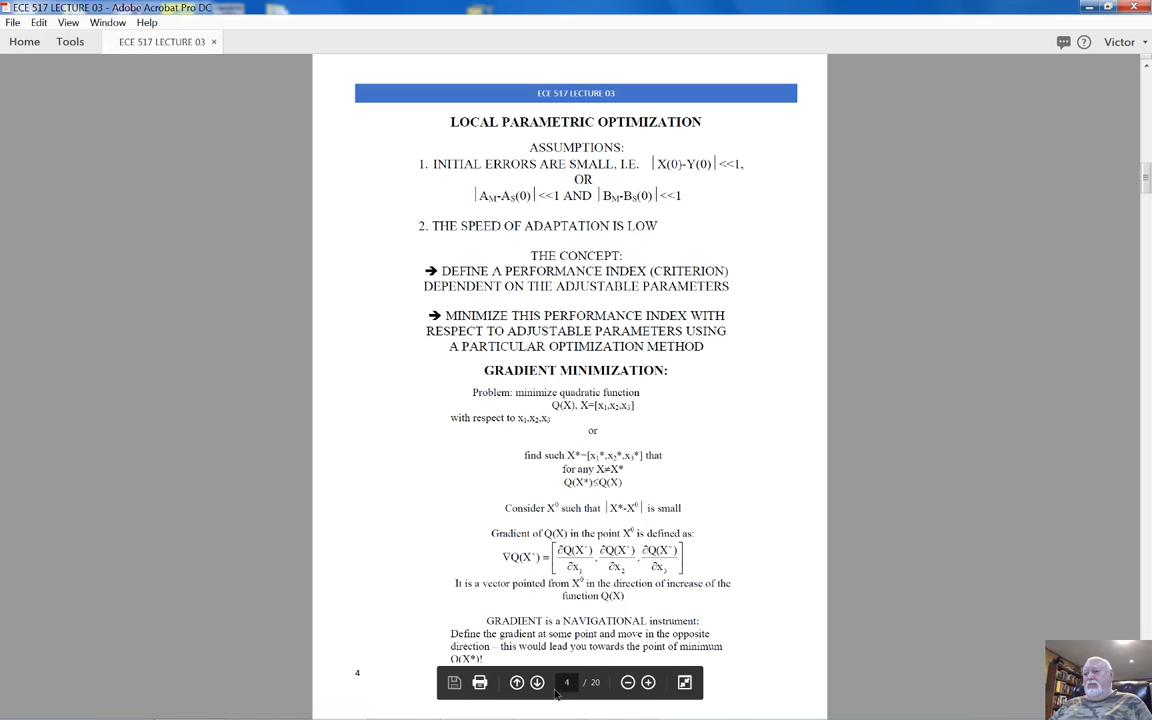 ECE 517 LECTURE 03 - Adobe Acrobat Pro DC
File Edit View Window Help
Home Tools ECE 517 LECTURE 03 × Victor
ECE 517 LECTURE 03
LOCAL PARAMETRIC OPTIMIZATION
ASSUMPTIONS:
1. INITIAL ERRORS ARE SMALL, I.E. |X(0)-Y(0)|<<1,
OR
|A_M-A_S(0)|<<1 AND |B_M-B_S(0)|<<1
2. THE SPEED OF ADAPTATION IS LOW
THE CONCEPT:
➔ DEFINE A PERFORMANCE INDEX (CRITERION)
DEPENDENT ON THE ADJUSTABLE PARAMETERS
➔ MINIMIZE THIS PERFORMANCE INDEX WITH
RESPECT TO ADJUSTABLE PARAMETERS USING
A PARTICULAR OPTIMIZATION METHOD
GRADIENT MINIMIZATION:
Problem: minimize quadratic function
Q(X), X=[x₁,x₂,x₃]
with respect to x₁,x₂,x₃
or
find such X*=[x₁*,x₂*,x₃*] that
for any X≠X*
Q(X*)≤Q(X)
Consider X⁰ such that |X*-X⁰| is small
Gradient of Q(X) in the point X⁰ is defined as:
∇Q(X°) = [∂Q(X°)/∂x₁, ∂Q(X°)/∂x₂, ∂Q(X°)/∂x₃]
It is a vector pointed from X⁰ in the direction of increase of the
function Q(X)
GRADIENT is a NAVIGATIONAL instrument:
Define the gradient at some point and move in the opposite
direction – this would lead you towards the point of minimum
Q(X*)!
4
4 / 20